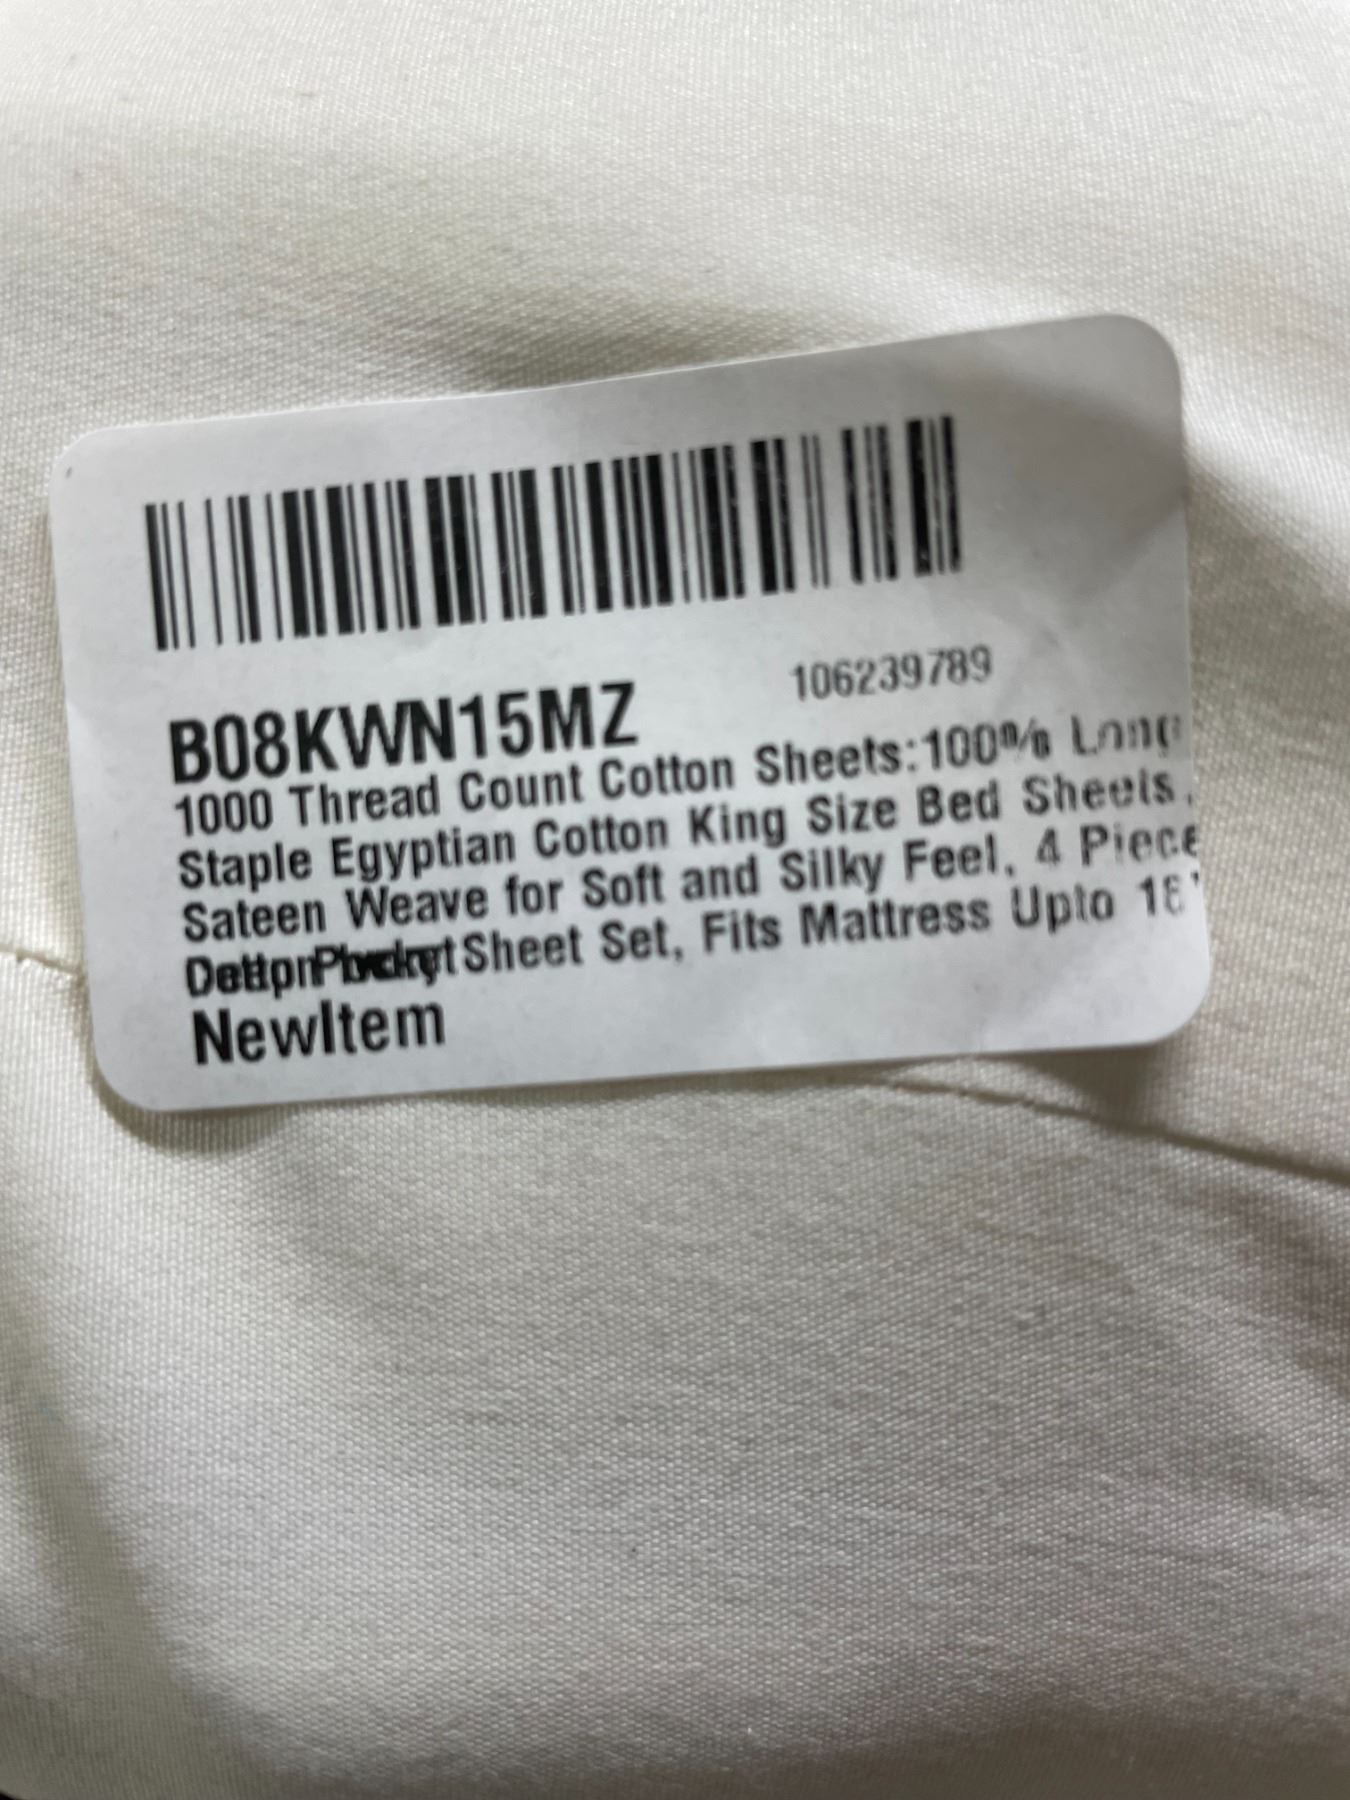 106239789
B08KWN15MZ
1000 Thread Count Cotton Sheets:100% Long
Staple Egyptian Cotton King Size Bed Sheets,
Sateen Weave for Soft and Silky Feel, 4 Piece
Sheet Set, Fits Mattress Upto
NewItem